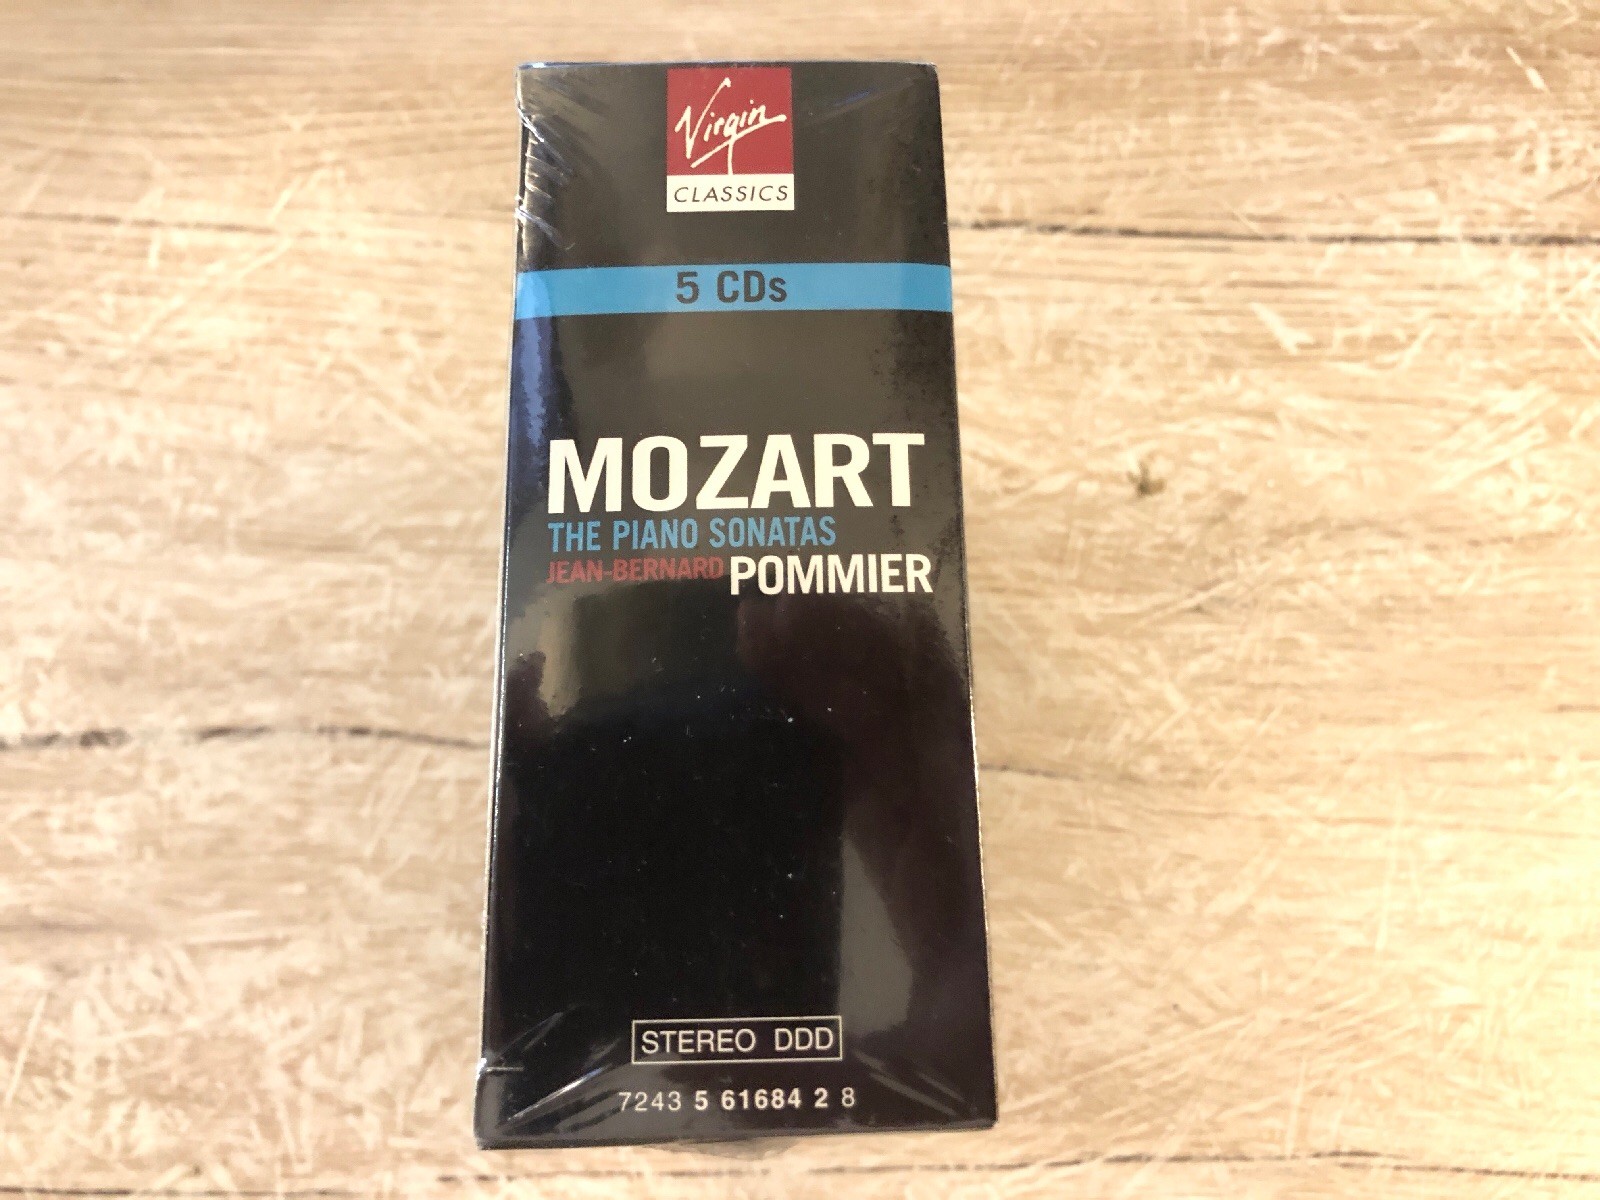 Virgin
CLASSICS
5 CDs
MOZART
THE PIANO SONATAS
JEAN-BERNARD POMMIER
STEREO DDD
7243 5 61684 2 8